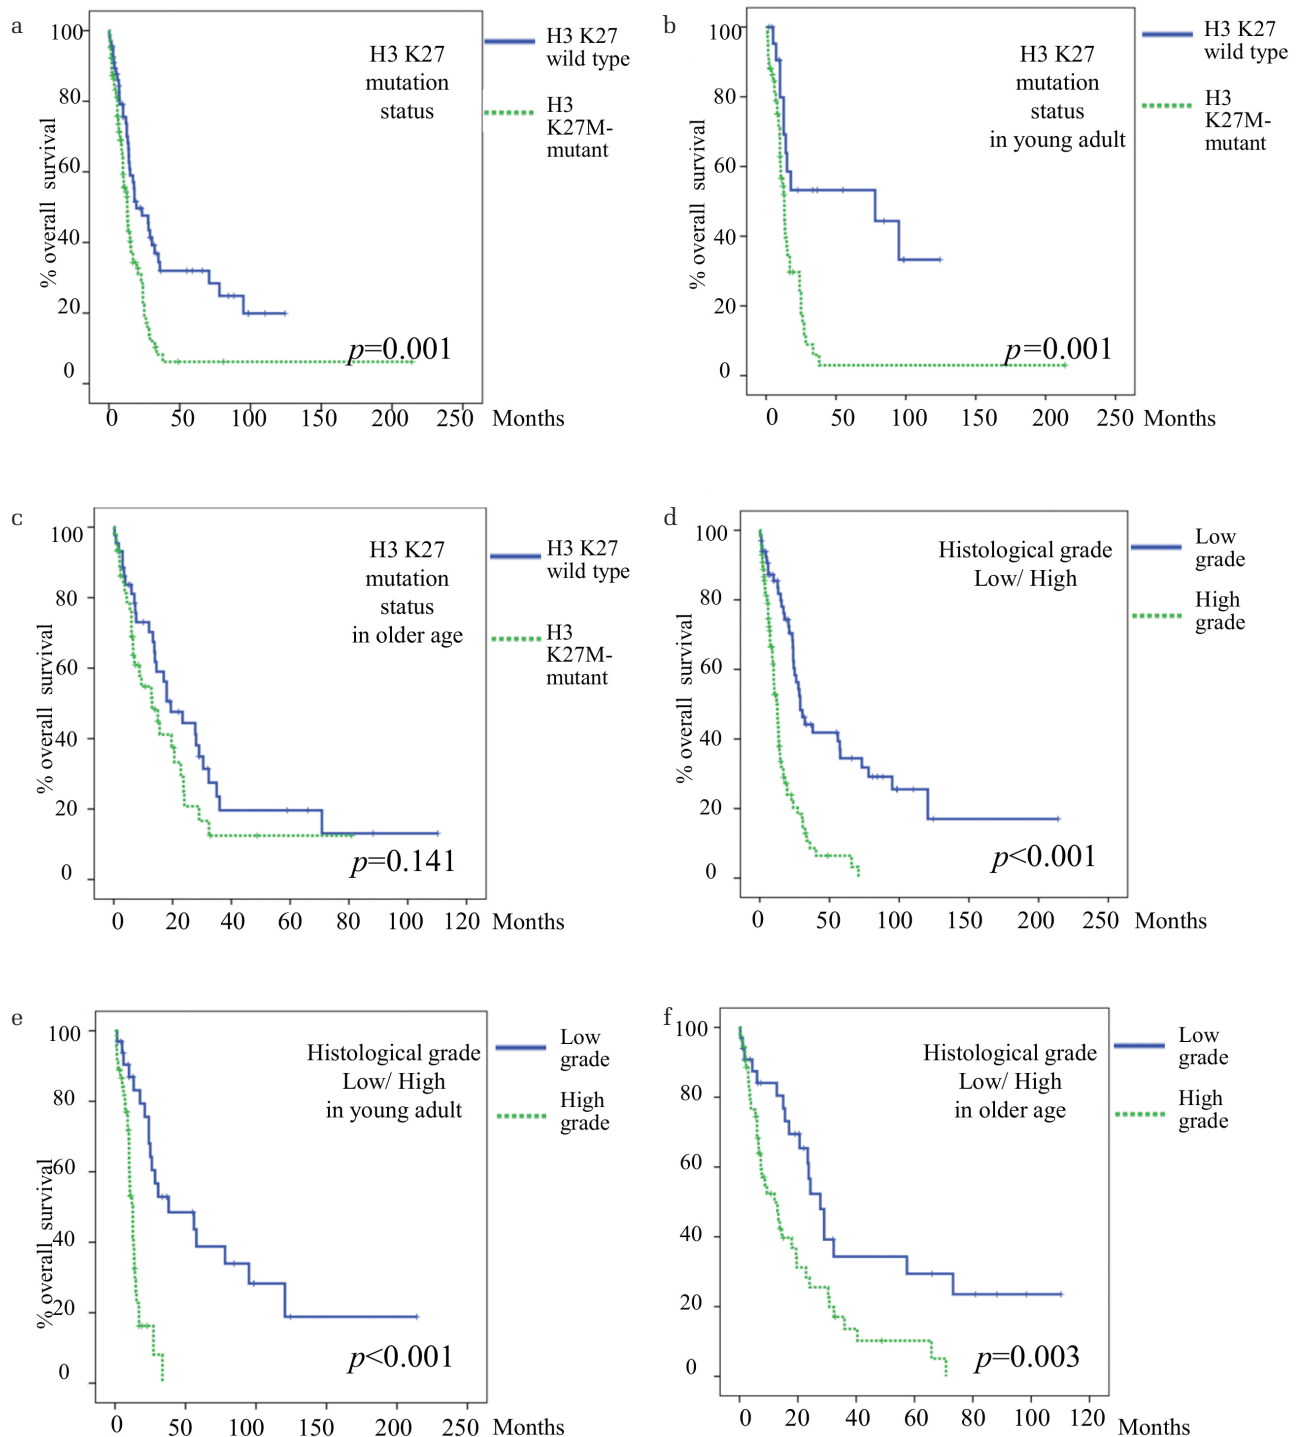 a
H3 K27
mutation
status
H3 K27
wild type
H3
K27M-
mutant
% overall survival
100
80
60
40
20
0
p=0.001
0 50 100 150 200 250 Months
b
H3 K27
mutation
status
in young adult
H3 K27
wild type
H3
K27M-
mutant
% overall survival
100
80
60
40
20
0
p=0.001
0 50 100 150 200 250 Months
c
H3 K27
mutation
status
in older age
H3 K27
wild type
H3
K27M-
mutant
% overall survival
100
80
60
40
20
0
p=0.141
0 20 40 60 80 100 120 Months
d
Histological grade
Low/ High
Low
grade
High
grade
% overall survival
100
80
60
40
20
0
p<0.001
0 50 100 150 200 250 Months
e
Histological grade
Low/ High
in young adult
Low
grade
High
grade
% overall survival
100
80
60
40
20
0
p<0.001
0 50 100 150 200 250 Months
f
Histological grade
Low/ High
in older age
Low
grade
High
grade
100
80
60
40
20
0
p=0.003
0 20 40 60 80 100 120 Months